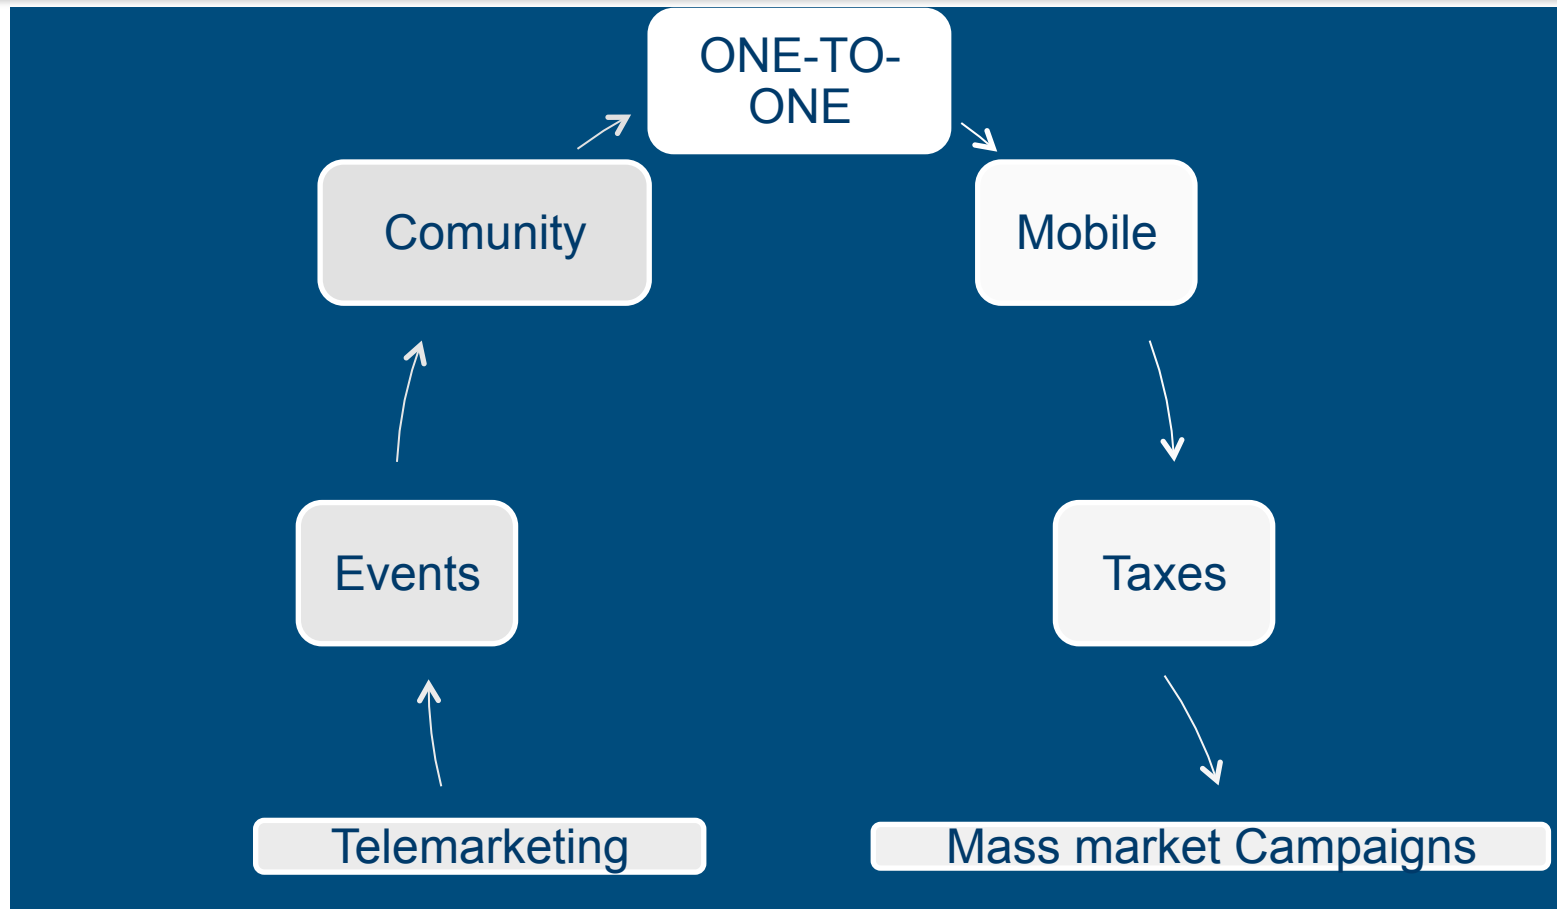 ONE-TO-
ONE
Comunity
Mobile
Events
Taxes
Telemarketing
Mass market Campaigns